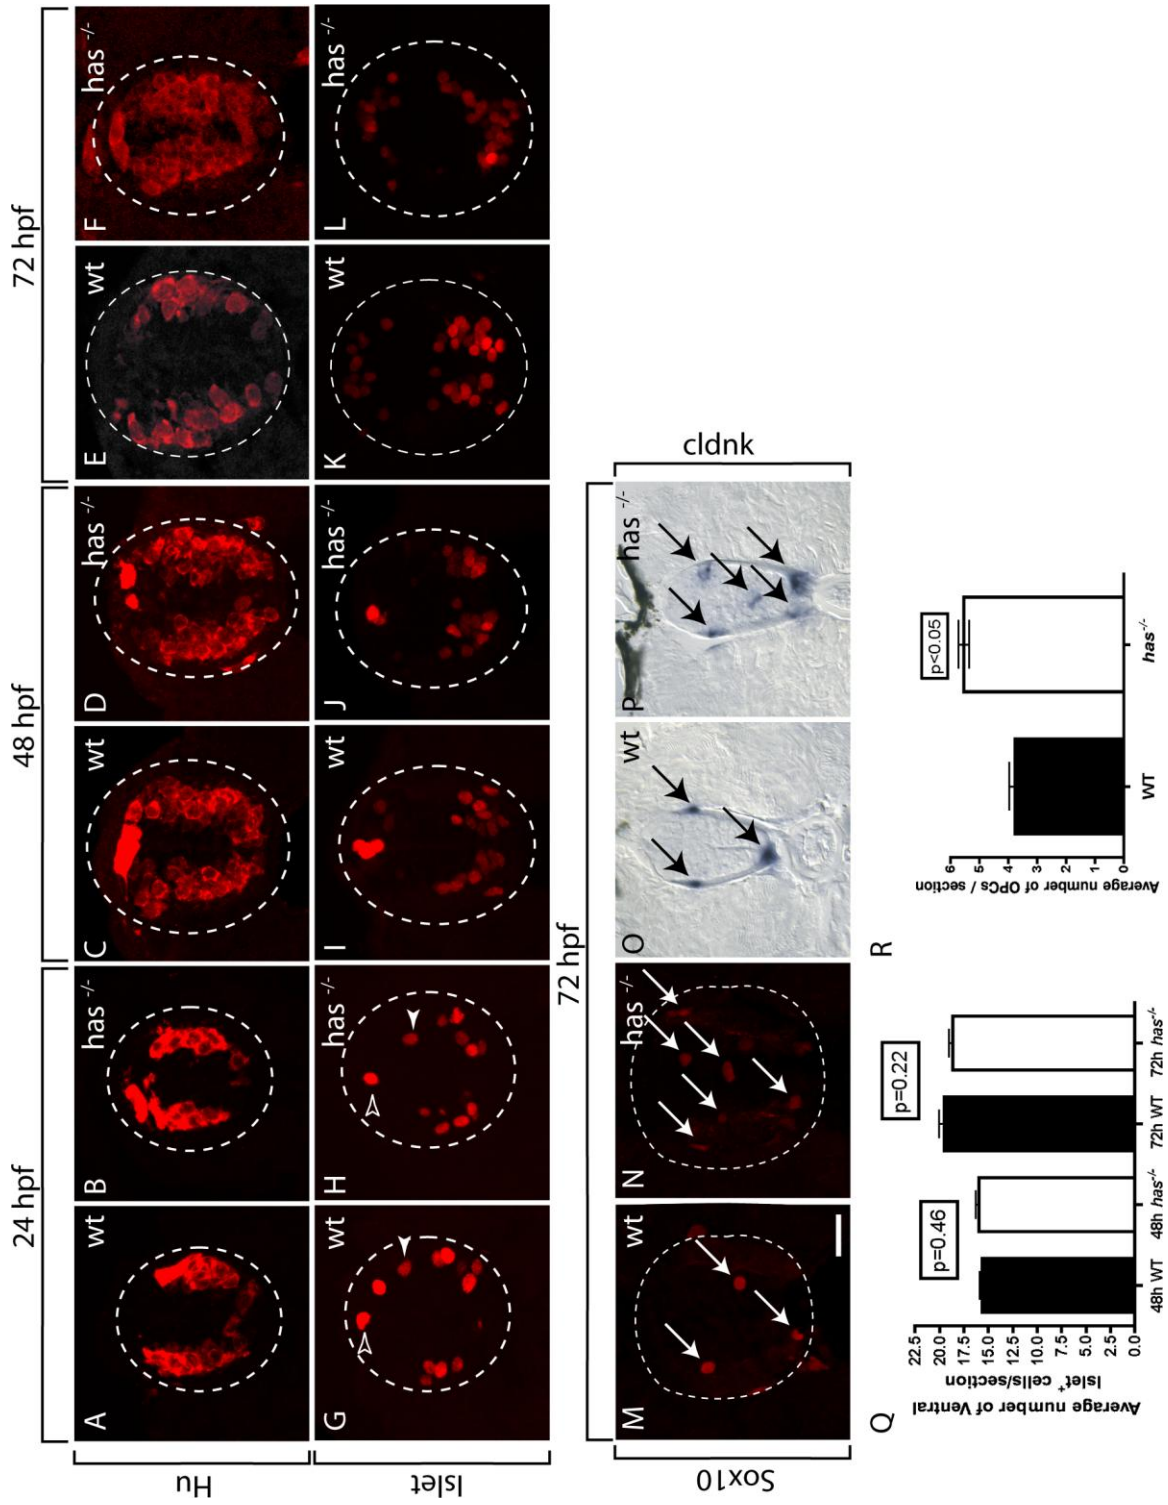 24 hpf
48 hpf
72 hpf
Hu
A wt
B has -/-
C wt
D has -/-
E wt
F has -/-
Islet
G wt
H has -/-
I wt
J has -/-
K wt
L has -/-
72 hpf
Sox10
M wt
N has -/-
O wt
P has -/-
cldnk
Q
Average number of Ventral
Islet+ cells/section
22.5
20.0
17.5
15.0
12.5
10.0
7.5
5.0
2.5
0.0
p=0.46
p=0.22
48h WT
48h has-/-
72h WT
72h has-/-
R
Average number of OPCs / section
6
5
4
3
2
1
0
p<0.05
WT
has-/-